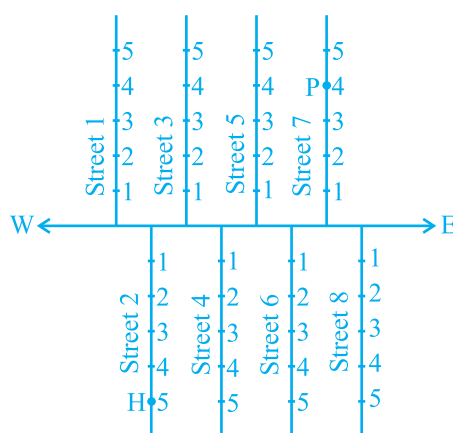 5 5 5 5
4 4 4 P 4
3 3 3 3
2 2 2 2
1 1 1 1
Street 1 Street 3 Street 5 Street 7
W E
1 1 1 1
2 2 2 2
3 3 3 3
4 4 4 4
H 5 5 5 5
Street 2 Street 4 Street 6 Street 8